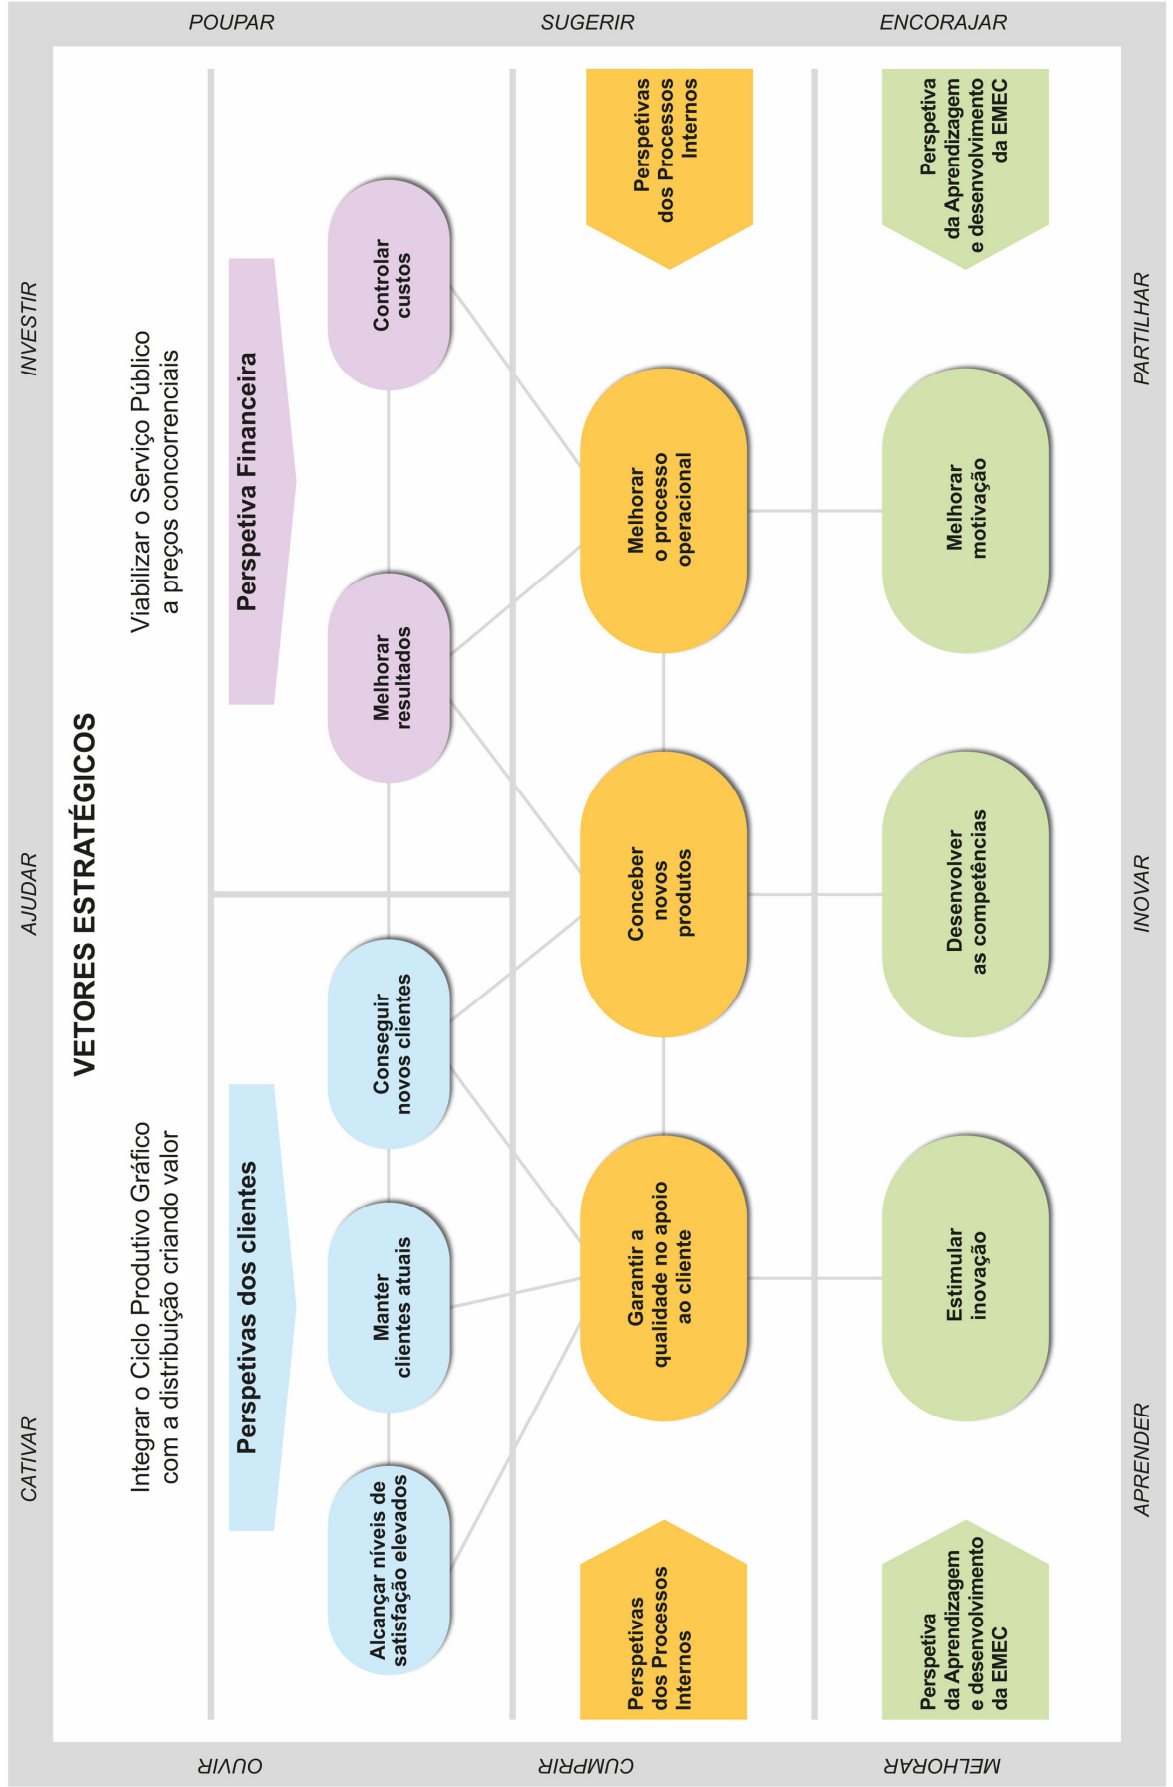 CATIVAR
AJUDAR
INVESTIR
VETORES ESTRATÉGICOS
Integrar o Ciclo Produtivo Gráfico
com a distribuição criando valor
Viabilizar o Serviço Público
a preços concorrenciais
OUVIR
POUPAR
Perspetivas dos clientes
Perspetiva Financeira
Alcançar níveis de
satisfação elevados
Manter
clientes atuais
Conseguir
novos clientes
Melhorar
resultados
Controlar
custos
CUMPRIR
SUGERIR
Perspetivas
dos Processos
Internos
Garantir a
qualidade no apoio
ao cliente
Conceber
novos
produtos
Melhorar
o processo
operacional
Perspetivas
dos Processos
Internos
MELHORAR
ENCORAJAR
Perspetiva
da Aprendizagem
e desenvolvimento
da EMEC
Estimular
inovação
Desenvolver
as competências
Melhorar
motivação
Perspetiva
da Aprendizagem
e desenvolvimento
da EMEC
APRENDER
INOVAR
PARTILHAR